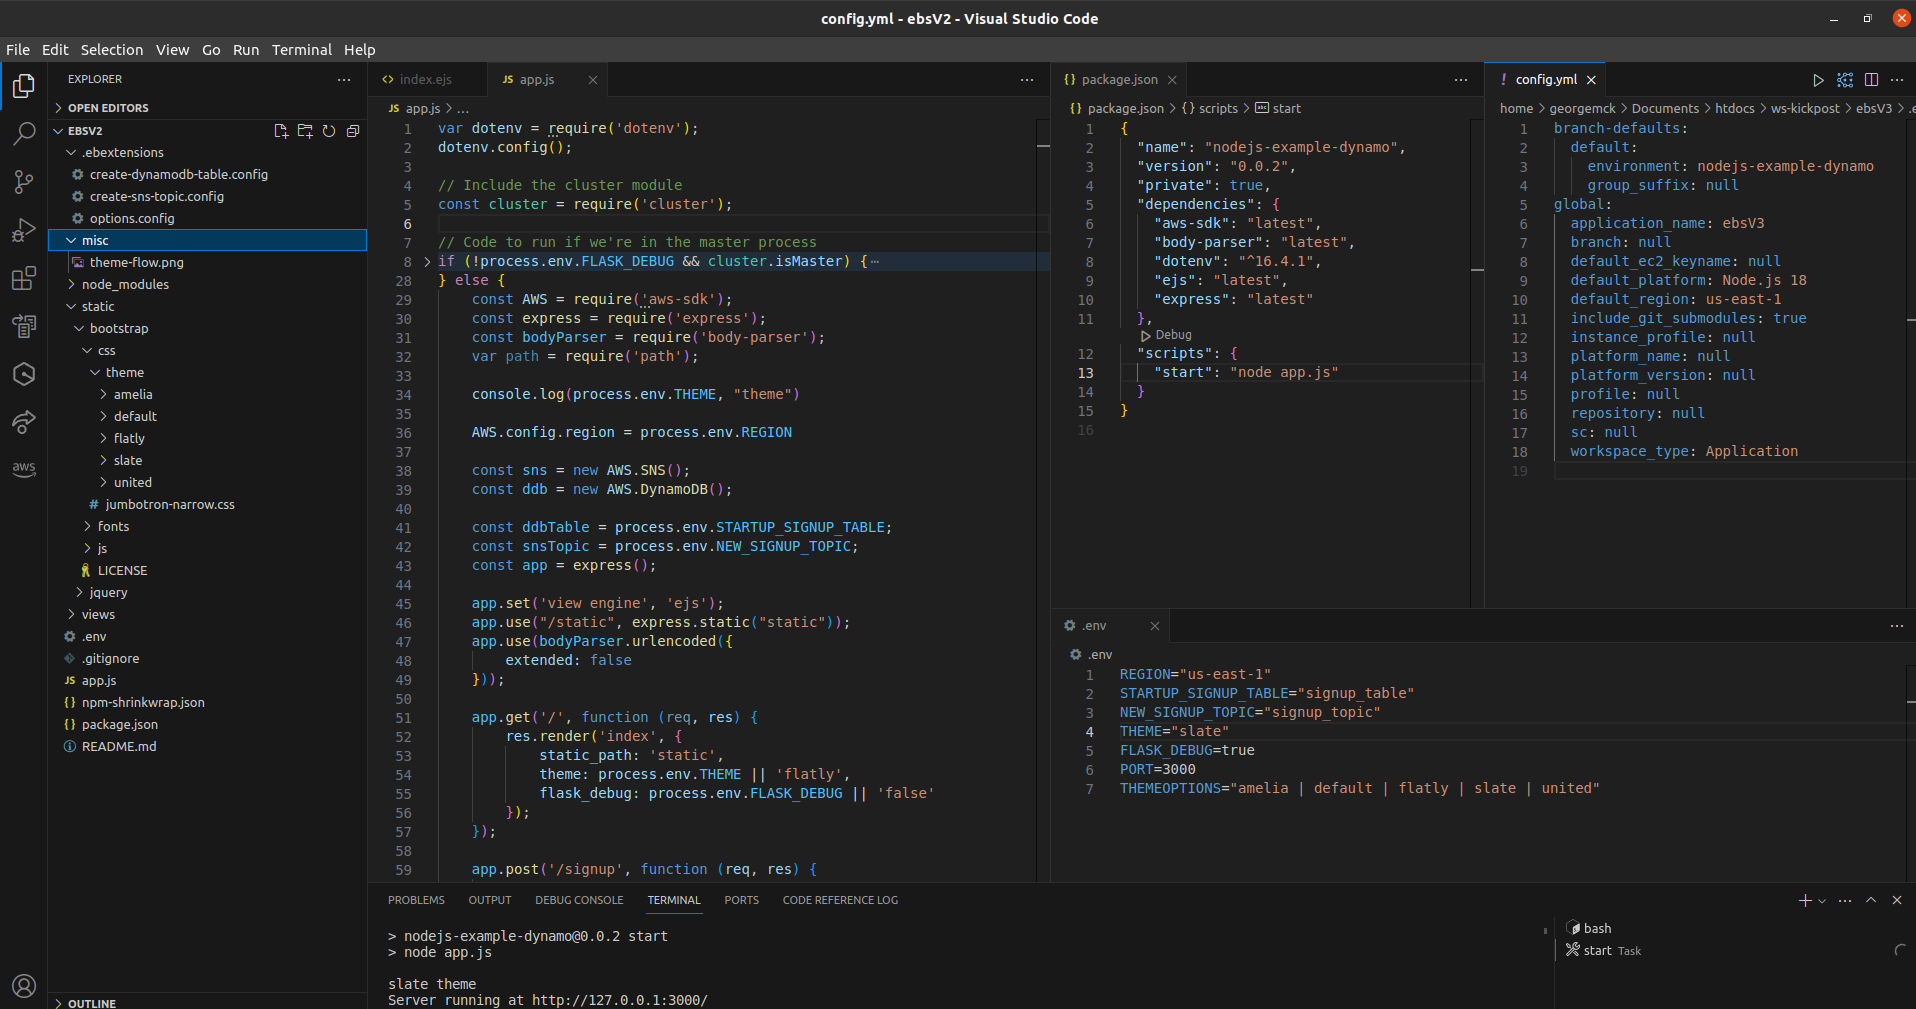 config.yml - ebsV2 - Visual Studio Code
File Edit Selection View Go Run Terminal Help
EXPLORER
OPEN EDITORS
EBSV2
.ebextensions
create-dynamodb-table.config
create-sns-topic.config
options.config
misc
theme-flow.png
node_modules
static
bootstrap
css
theme
amelia
default
flatly
slate
united
# jumbotron-narrow.css
fonts
js
LICENSE
jquery
views
.env
.gitignore
JS app.js
{} npm-shrinkwrap.json
{} package.json
README.md
OUTLINE
aws
<> index.ejs
JS app.js
JS app.js > ...
1 var dotenv = require('dotenv');
2 dotenv.config();
3
4 // Include the cluster module
5 const cluster = require('cluster');
6
7 // Code to run if we're in the master process
8 if (!process.env.FLASK_DEBUG && cluster.isMaster) {⋯
28 } else {
29 const AWS = require('aws-sdk');
30 const express = require('express');
31 const bodyParser = require('body-parser');
32 var path = require('path');
33
34 console.log(process.env.THEME, "theme")
35
36 AWS.config.region = process.env.REGION
37
38 const sns = new AWS.SNS();
39 const ddb = new AWS.DynamoDB();
40
41 const ddbTable = process.env.STARTUP_SIGNUP_TABLE;
42 const snsTopic = process.env.NEW_SIGNUP_TOPIC;
43 const app = express();
44
45 app.set('view engine', 'ejs');
46 app.use("/static", express.static("static"));
47 app.use(bodyParser.urlencoded({
48 extended: false
49 }));
50
51 app.get('/', function (req, res) {
52 res.render('index', {
53 static_path: 'static',
54 theme: process.env.THEME || 'flatly',
55 flask_debug: process.env.FLASK_DEBUG || 'false'
56 });
57 });
58
59 app.post('/signup', function (req, res) {
{} package.json
{} package.json > {} scripts > start
1 {
2 "name": "nodejs-example-dynamo",
3 "version": "0.0.2",
4 "private": true,
5 "dependencies": {
6 "aws-sdk": "latest",
7 "body-parser": "latest",
8 "dotenv": "^16.4.1",
9 "ejs": "latest",
10 "express": "latest"
11 },
Debug
12 "scripts": {
13 "start": "node app.js"
14 }
15 }
16
! config.yml
home > georgemck > Documents > htdocs > ws-kickpost > ebsV3 > .e
1 branch-defaults:
2 default:
3 environment: nodejs-example-dynamo
4 group_suffix: null
5 global:
6 application_name: ebsV3
7 branch: null
8 default_ec2_keyname: null
9 default_platform: Node.js 18
10 default_region: us-east-1
11 include_git_submodules: true
12 instance_profile: null
13 platform_name: null
14 platform_version: null
15 profile: null
16 repository: null
17 sc: null
18 workspace_type: Application
19
.env
.env
1 REGION="us-east-1"
2 STARTUP_SIGNUP_TABLE="signup_table"
3 NEW_SIGNUP_TOPIC="signup_topic"
4 THEME="slate"
5 FLASK_DEBUG=true
6 PORT=3000
7 THEMEOPTIONS="amelia | default | flatly | slate | united"
PROBLEMS OUTPUT DEBUG CONSOLE TERMINAL PORTS CODE REFERENCE LOG
> nodejs-example-dynamo@0.0.2 start
> node app.js
slate theme
Server running at http://127.0.0.1:3000/
bash
start Task